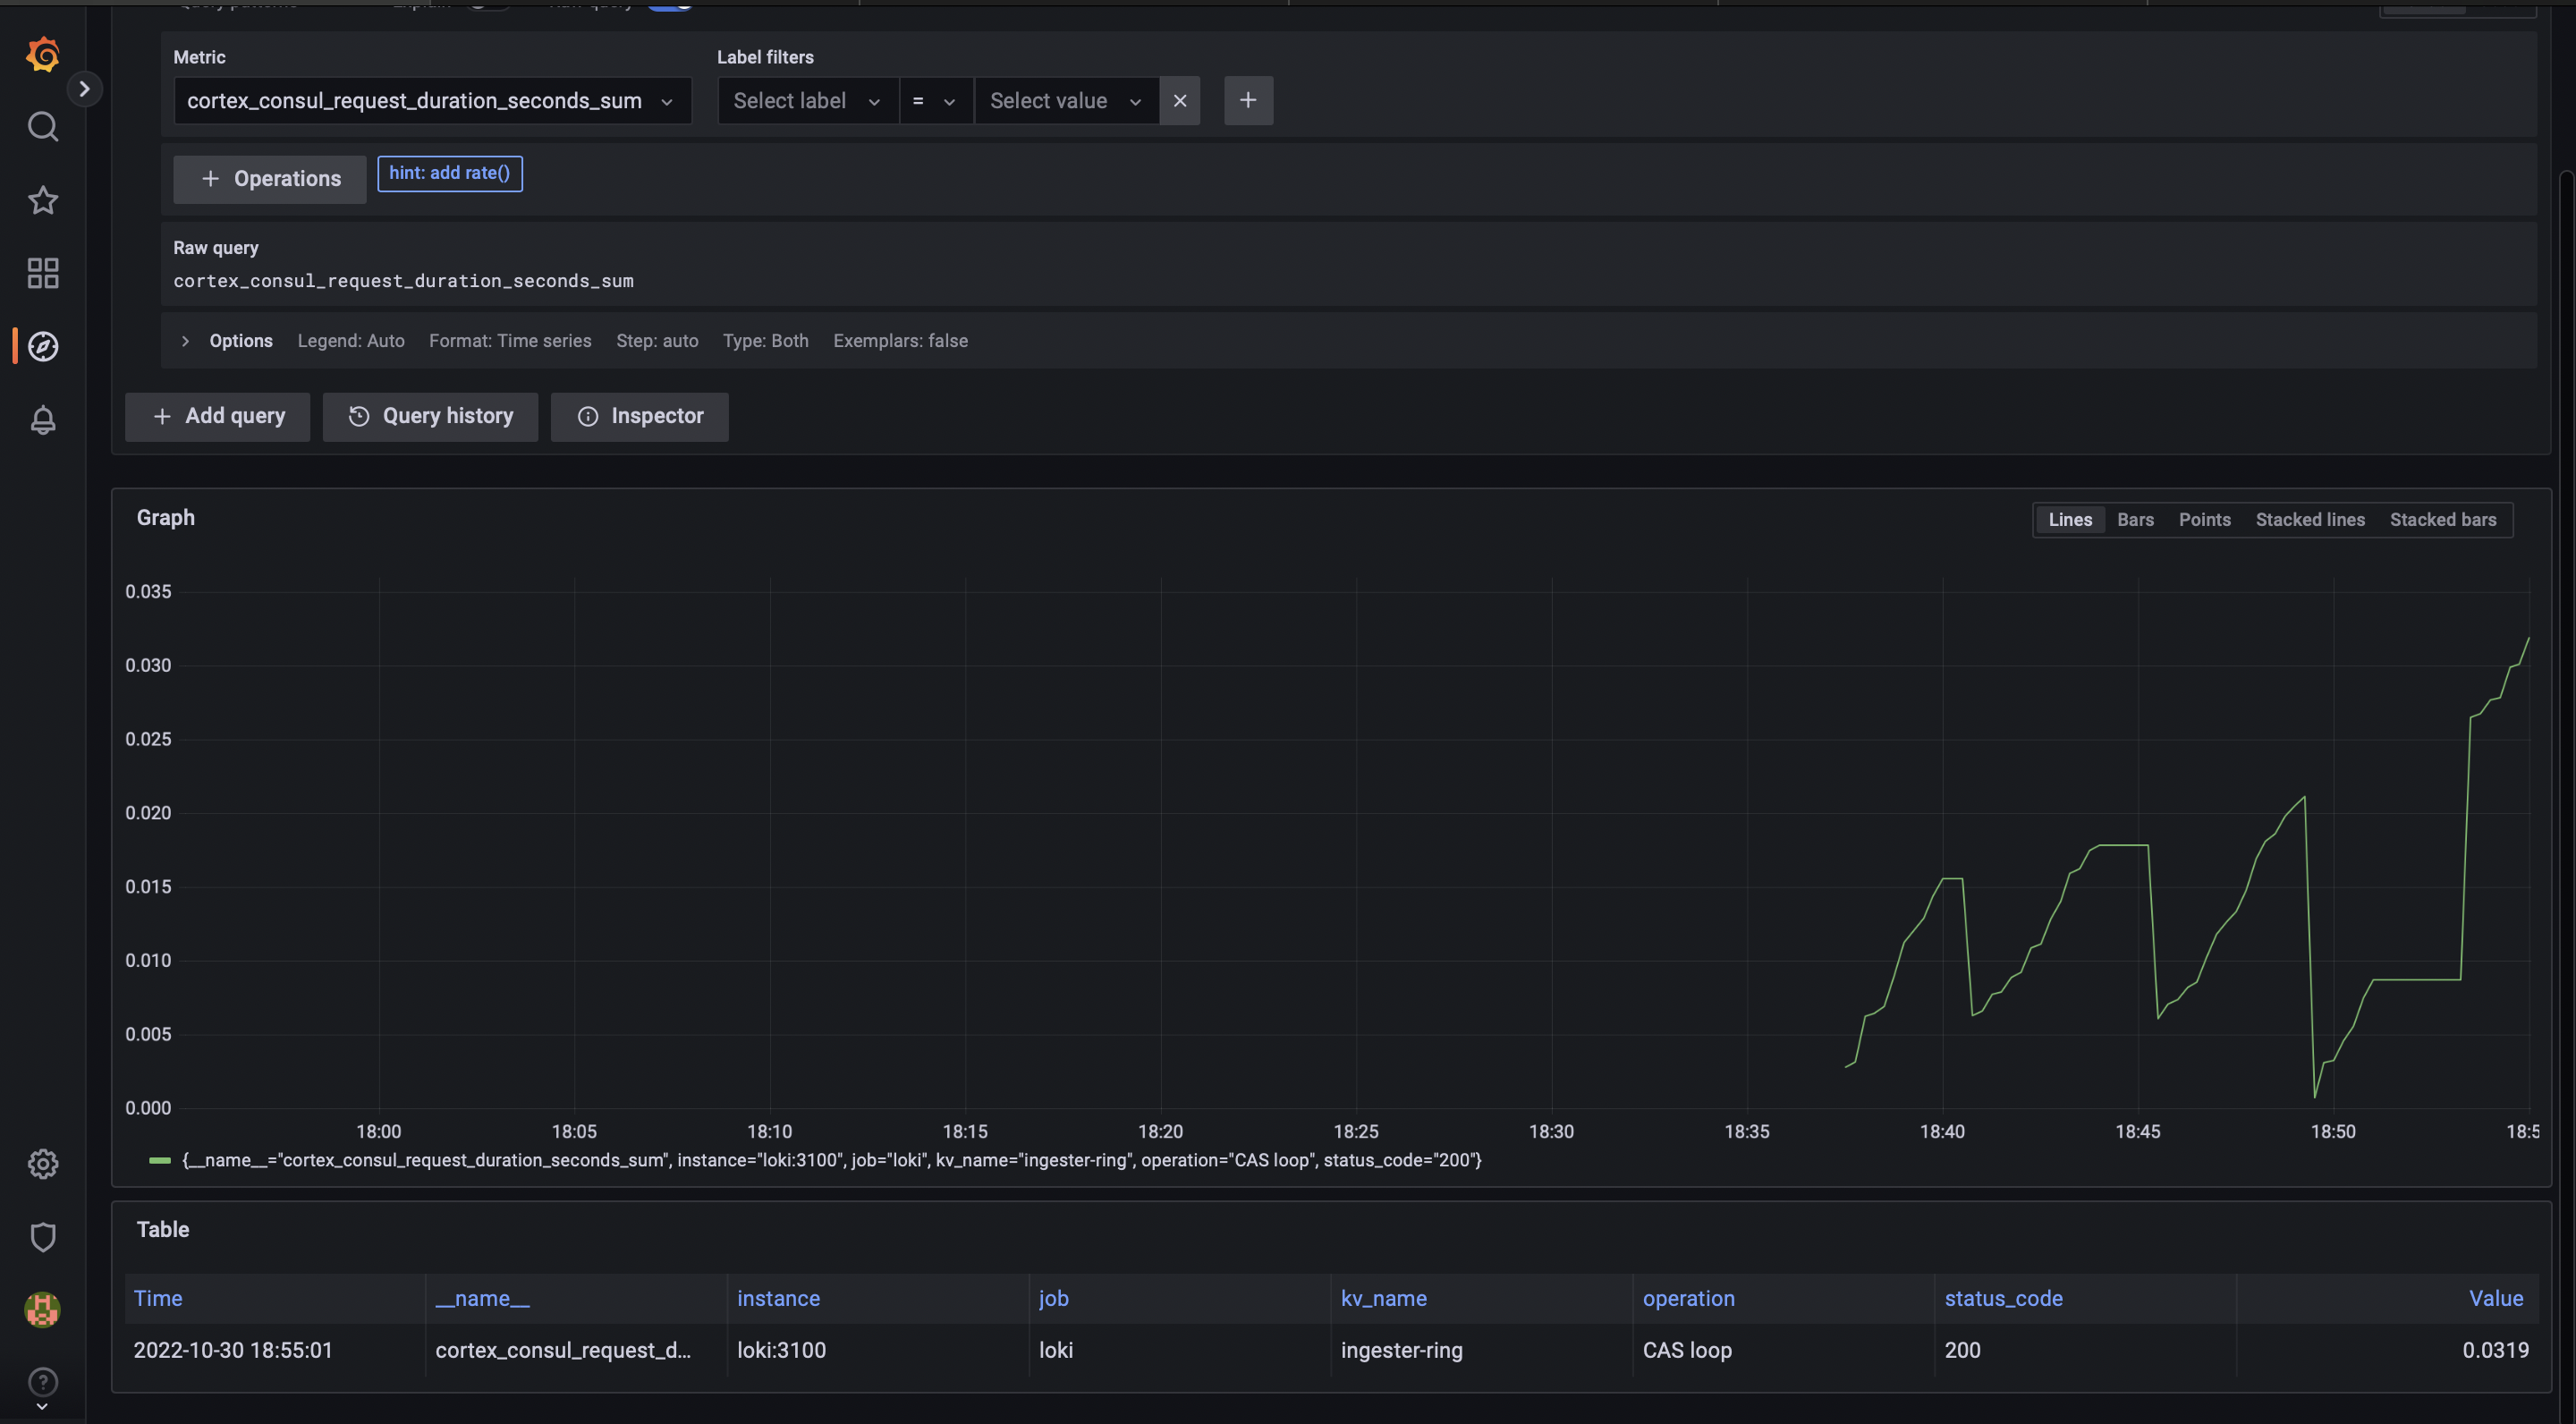 Metric
Label filters
cortex_consul_request_duration_seconds_sum
Select label
=
Select value
Operations
hint: add rate()
Raw query
cortex_consul_request_duration_seconds_sum
Options Legend: Auto Format: Time series Step: auto Type: Both Exemplars: false
Add query
Query history
Inspector
Graph
Lines Bars Points Stacked lines Stacked bars
0.035
0.030
0.025
0.020
0.015
0.010
0.005
0.000
18:00 18:05 18:10 18:15 18:20 18:25 18:30 18:35 18:40 18:45 18:50 18:5
{__name__="cortex_consul_request_duration_seconds_sum", instance="loki:3100", job="loki", kv_name="ingester-ring", operation="CAS loop", status_code="200"}
Table
Time __name__ instance job kv_name operation status_code Value
2022-10-30 18:55:01 cortex_consul_request_d... loki:3100 loki ingester-ring CAS loop 200 0.0319